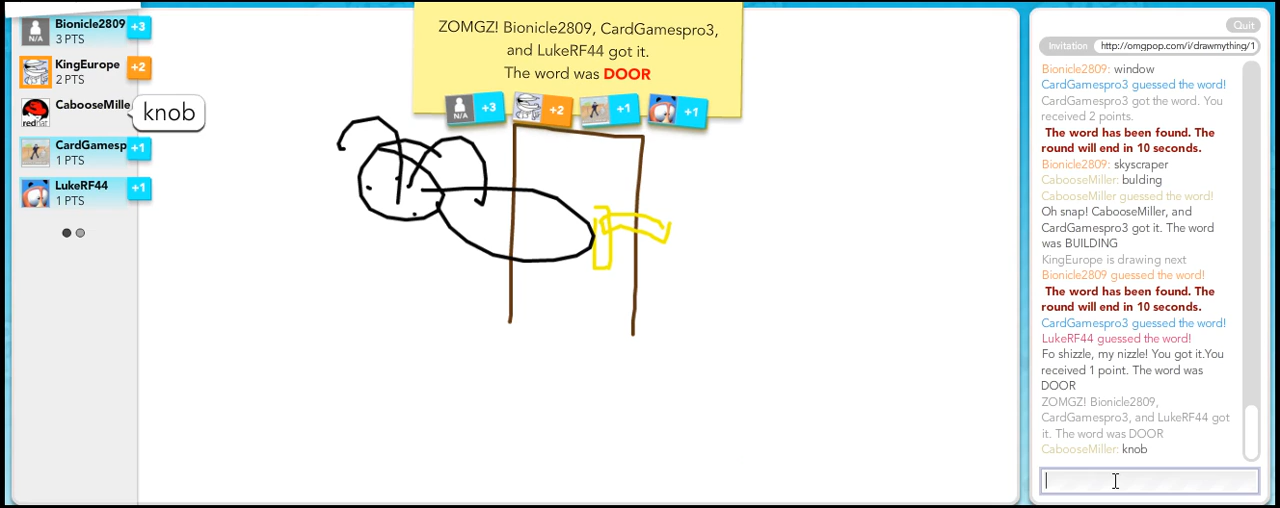 Bionicle2809
3 PTS
+3
N/A
KingEurope
2 PTS
+2
CabooseMille
redhat
knob
CardGamesp
1 PTS
+1
LukeRF44
1 PTS
+1
ZOMGZ! Bionicle2809, CardGamespro3,
and LukeRF44 got it.
The word was DOOR
N/A
+3
+2
+1
+1
Quit
Invitation http://omgpop.com/i/drawmything/1
Bionicle2809: window
CardGamespro3 guessed the word!
CardGamespro3 got the word. You
received 2 points.
The word has been found. The
round will end in 10 seconds.
Bionicle2809: skyscraper
CabooseMiller: bulding
CabooseMiller guessed the word!
Oh snap! CabooseMiller, and
CardGamespro3 got it. The word
was BUILDING
KingEurope is drawing next
Bionicle2809 guessed the word!
The word has been found. The
round will end in 10 seconds.
CardGamespro3 guessed the word!
LukeRF44 guessed the word!
Fo shizzle, my nizzle! You got it.You
received 1 point. The word was
DOOR
ZOMGZ! Bionicle2809,
CardGamespro3, and LukeRF44 got
it. The word was DOOR
CabooseMiller: knob